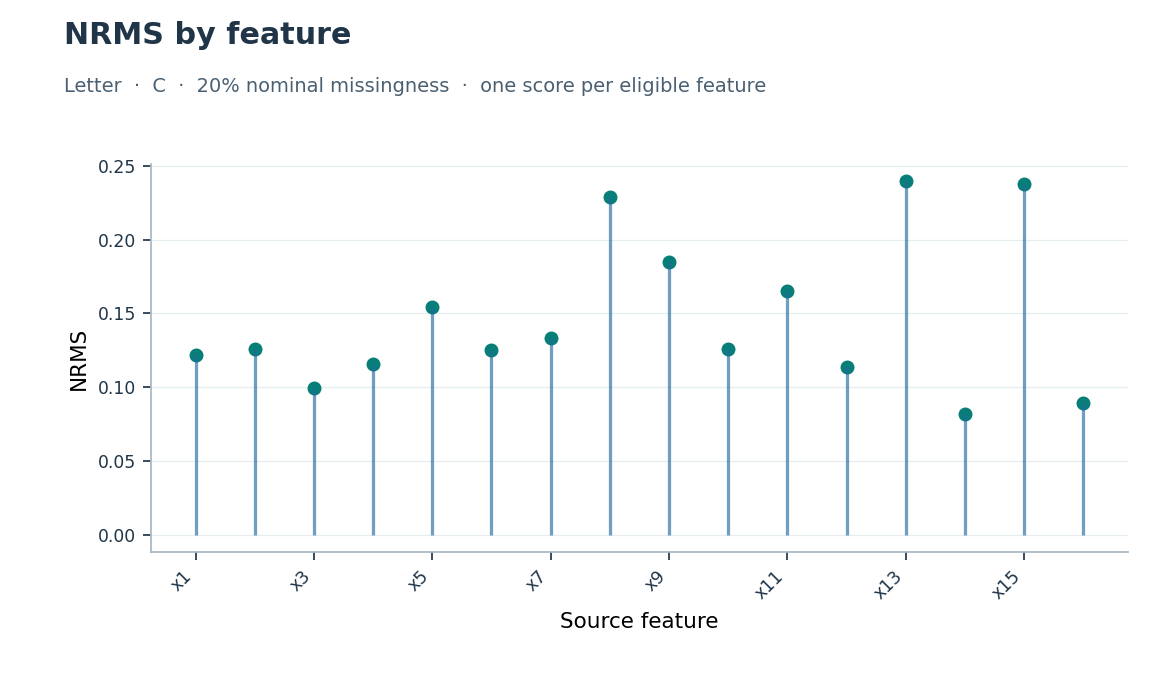 NRMS by feature
Letter · C · 20% nominal missingness · one score per eligible feature
0.25
0.20
0.15
0.10
0.05
0.00
NRMS
x1 x3 x5 x7 x9 x11 x13 x15
Source feature